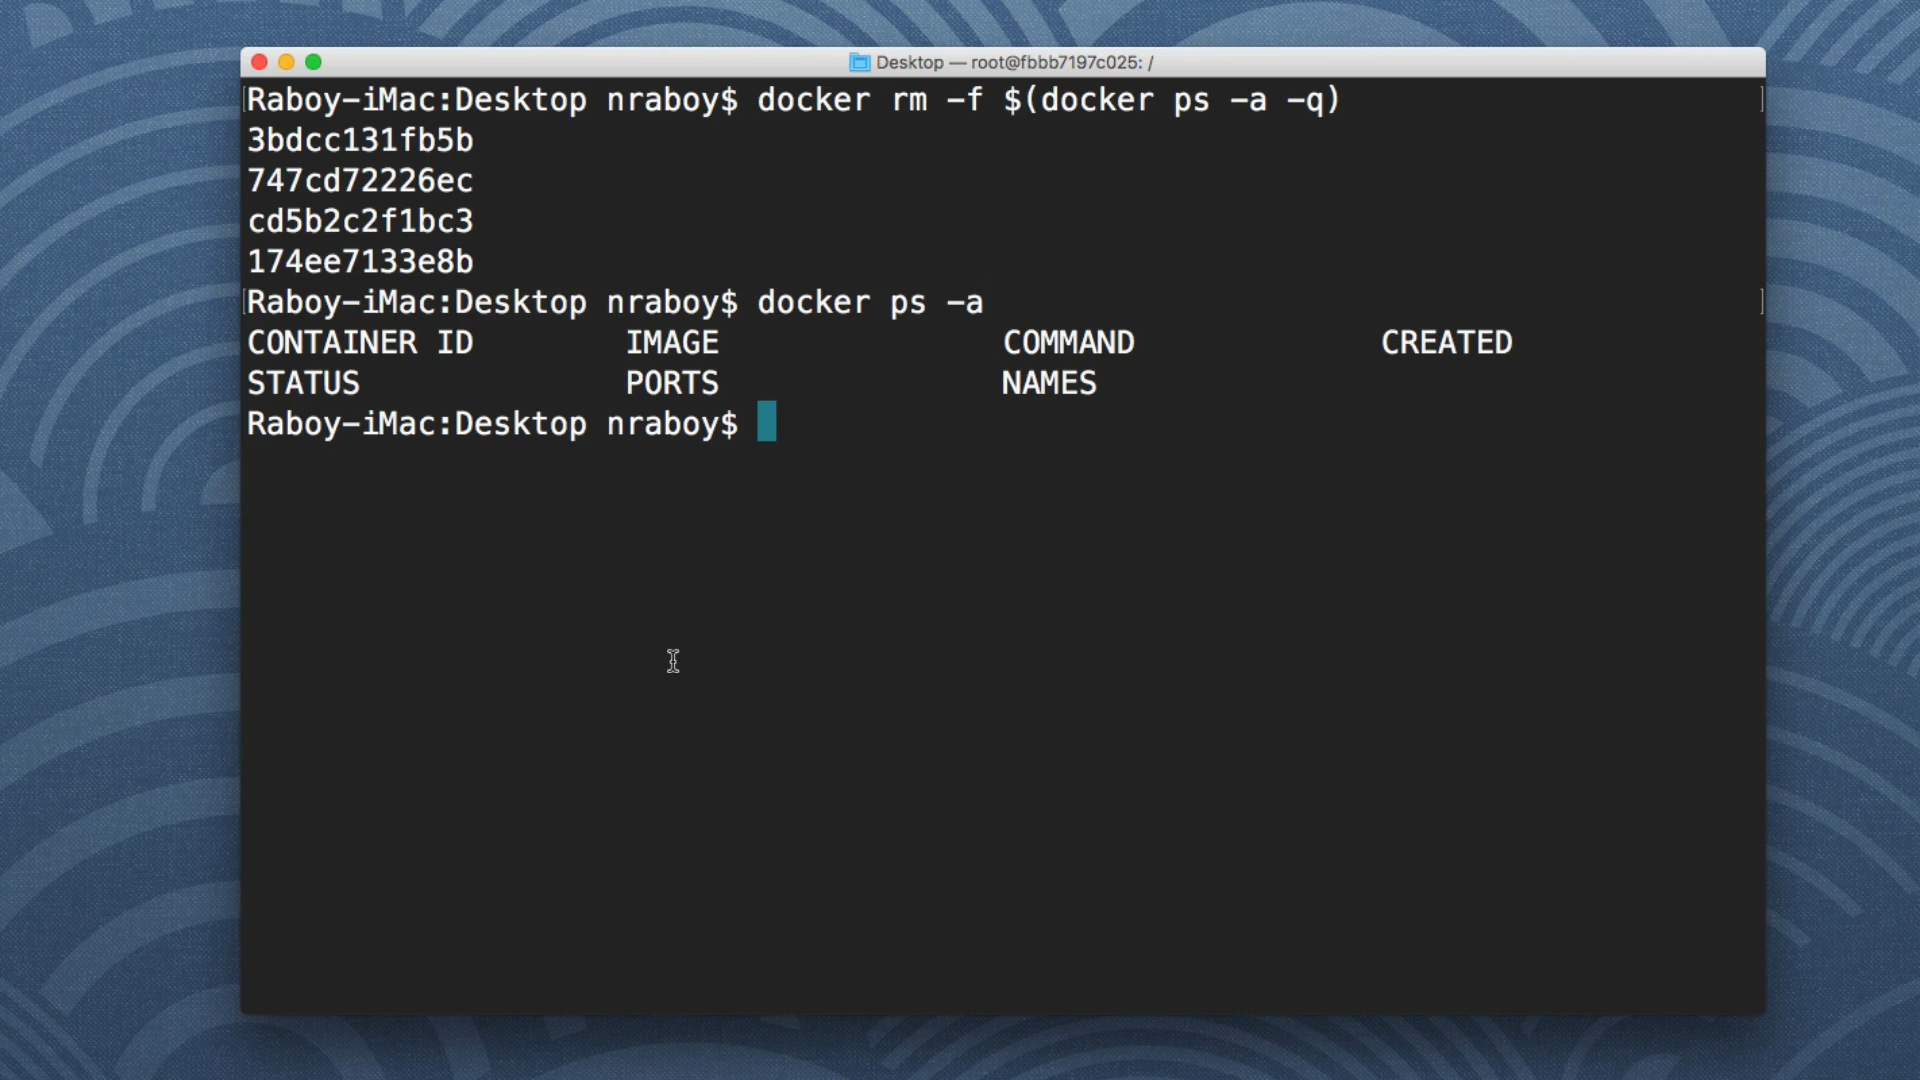 Desktop — root@fbbb7197c025: /
Raboy-iMac:Desktop nraboy$ docker rm -f $(docker ps -a -q)
3bdcc131fb5b
747cd72226ec
cd5b2c2f1bc3
174ee7133e8b
Raboy-iMac:Desktop nraboy$ docker ps -a
CONTAINER ID IMAGE COMMAND CREATED
STATUS PORTS NAMES
Raboy-iMac:Desktop nraboy$